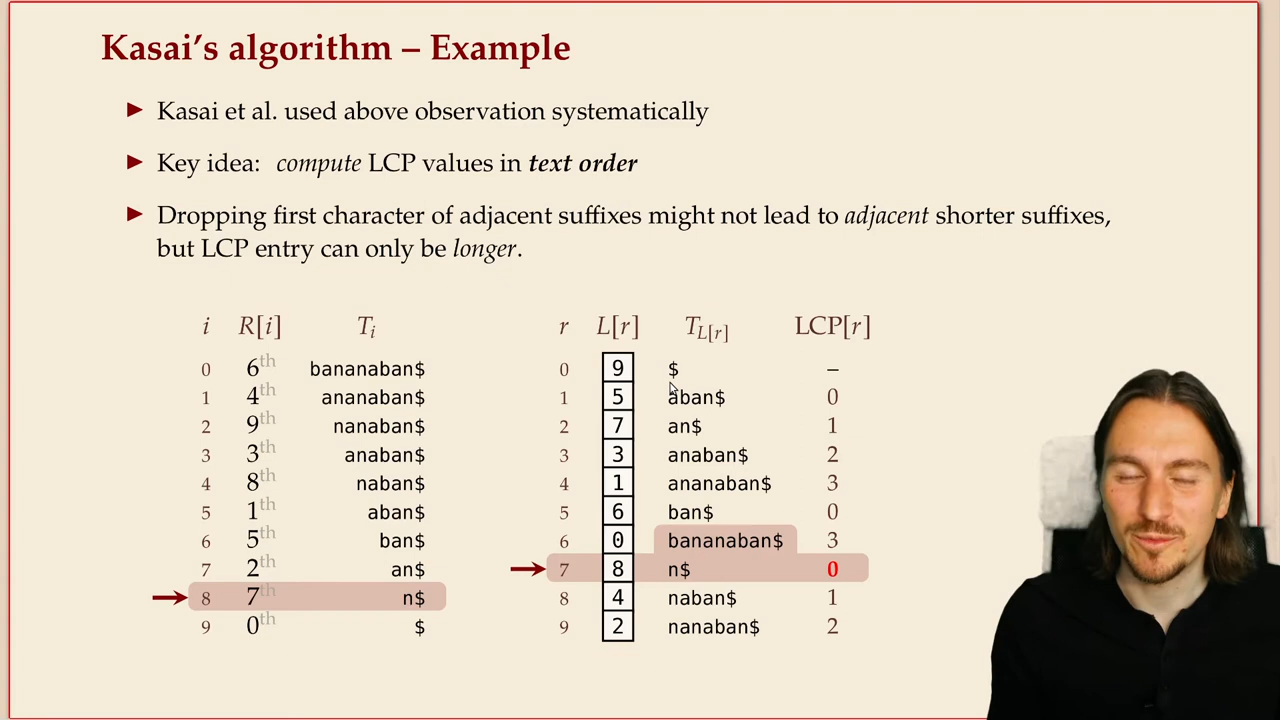 Kasai's algorithm – Example
▶ Kasai et al. used above observation systematically
▶ Key idea: compute LCP values in text order
▶ Dropping first character of adjacent suffixes might not lead to adjacent shorter suffixes,
but LCP entry can only be longer.
i R[i] T_i r L[r] T_{L[r]} LCP[r]
0 6th bananaban$ 0 9 $ –
1 4th ananaban$ 1 5 aban$ 0
2 9th nanaban$ 2 7 an$ 1
3 3th anaban$ 3 3 anaban$ 2
4 8th naban$ 4 1 ananaban$ 3
5 1th aban$ 5 6 ban$ 0
6 5th ban$ 6 0 bananaban$ 3
7 2th an$ 7 8 n$ 0
8 7th n$ 8 4 naban$ 1
9 0th $ 9 2 nanaban$ 2